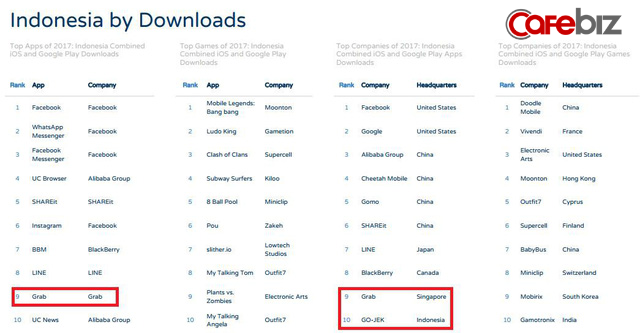 Indonesia by Downloads
Cafebiz
Top Apps of 2017: Indonesia Combined
iOS and Google Play Downloads
Rank App Company
1 Facebook Facebook
2 WhatsApp Messenger Facebook
3 Facebook Messenger Facebook
4 UC Browser Alibaba Group
5 SHAREit SHAREit
6 Instagram Facebook
7 BBM BlackBerry
8 LINE LINE
9 Grab Grab
10 UC News Alibaba Group
Top Games of 2017: Indonesia
Combined iOS and Google Play
Downloads
Rank App Company
1 Mobile Legends: Bang bang Moonton
2 Ludo King Gametion
3 Clash of Clans Supercell
4 Subway Surfers Kiloo
5 8 Ball Pool Miniclip
6 Pou Zakeh
7 slither.io Lowtech Studios
8 My Talking Tom Outfit7
9 Plants vs. Zombies Electronic Arts
10 My Talking Angela Outfit7
Top Companies of 2017: Indonesia
Combined iOS and Google Play Apps
Downloads
Rank Company Headquarters
1 Facebook United States
2 Google United States
3 Alibaba Group China
4 Cheetah Mobile China
5 Gomo China
6 SHAREit China
7 LINE Japan
8 BlackBerry Canada
9 Grab Singapore
10 GO-JEK Indonesia
Top Companies of 2017: Indonesia
Combined iOS and Google Play Games
Downloads
Rank Company Headquarters
1 Doodle Mobile China
2 Vivendi France
3 Electronic Arts United States
4 Moonton Hong Kong
5 Outfit7 Cyprus
6 Supercell Finland
7 BabyBus China
8 Miniclip Switzerland
9 Mobirix South Korea
10 Gamotronix India